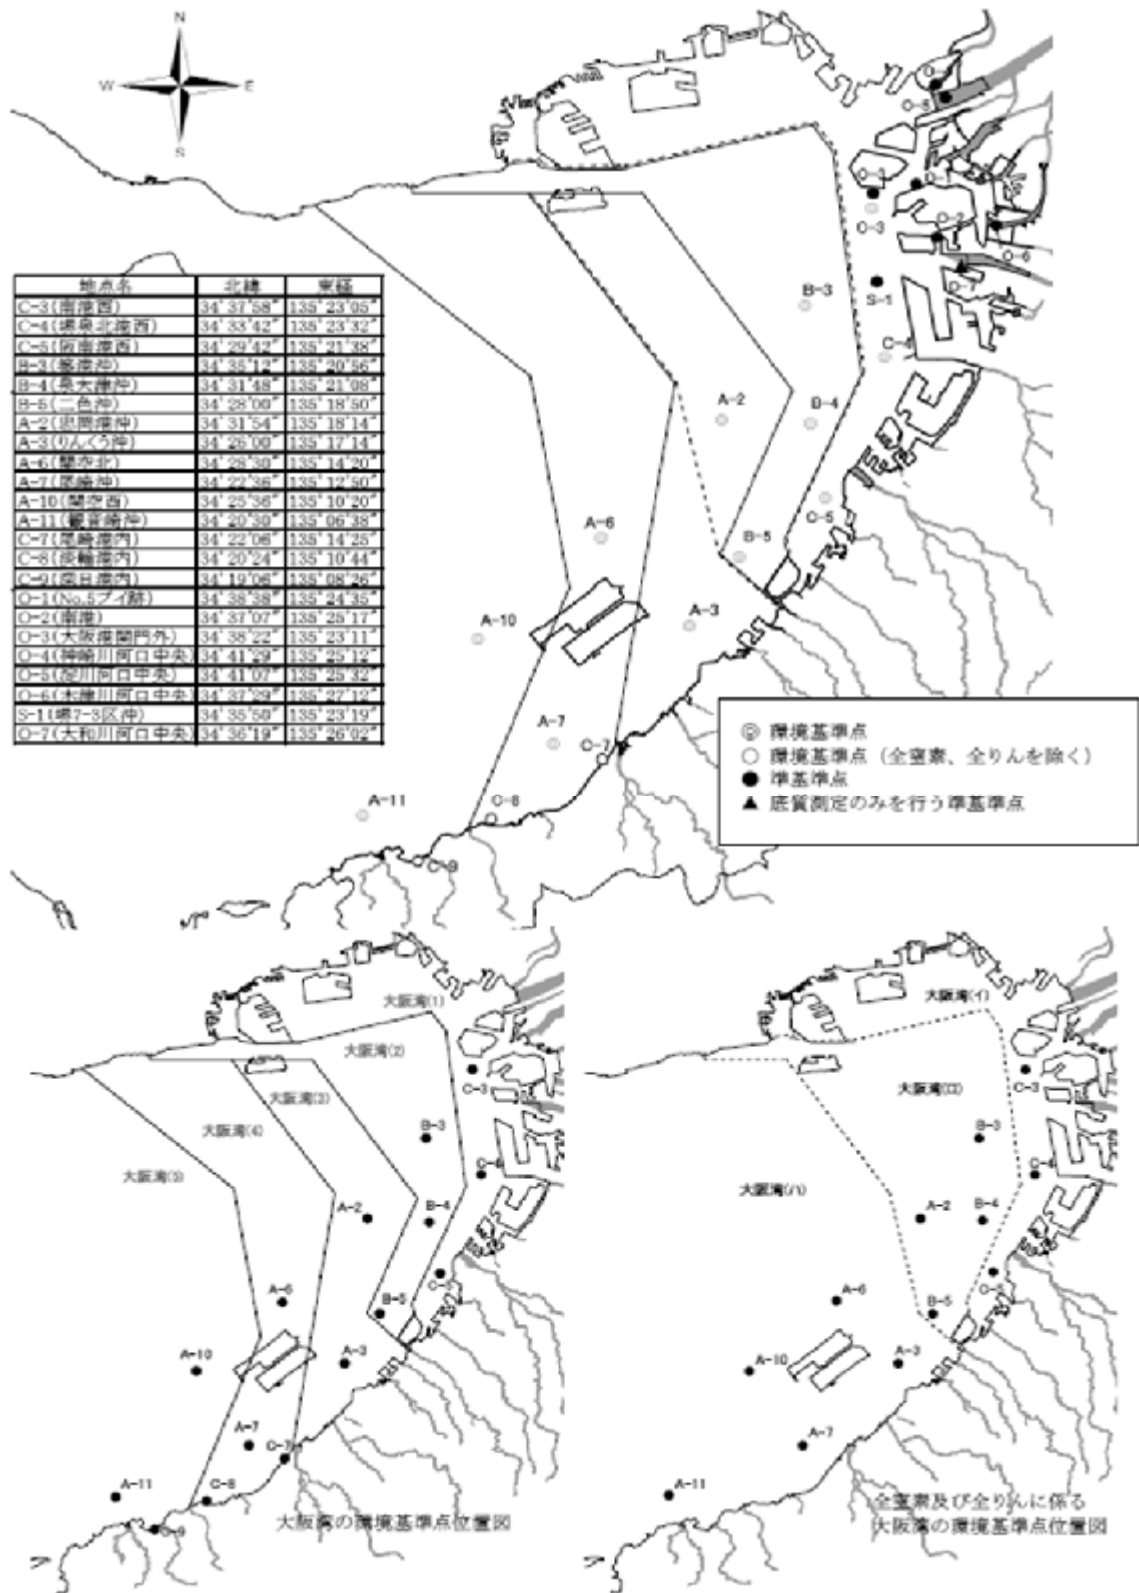 N
W
E
S
地点名 北緯 東経
C-3(南港西) 34°37'58" 135°23'05"
C-4(堺泉北港西) 34°33'42" 135°23'32"
C-5(阪南港西) 34°29'42" 135°21'38"
B-3(堺港沖) 34°35'12" 135°20'56"
B-4(泉大津沖) 34°31'48" 135°21'08"
B-5(二色沖) 34°28'00" 135°18'50"
A-2(忠岡港沖) 34°31'54" 135°18'14"
A-3(りんくう沖) 34°26'00" 135°17'14"
A-6(関空北) 34°28'30" 135°14'20"
A-7(尾崎沖) 34°22'36" 135°12'50"
A-10(関空西) 34°25'36" 135°10'20"
A-11(観音崎沖) 34°20'30" 135°06'38"
C-7(尾崎港内) 34°22'06" 135°14'25"
C-8(淡輪港内) 34°20'24" 135°10'44"
C-9(深日港内) 34°19'06" 135°08'26"
O-1(No.5ブイ跡) 34°38'38" 135°24'35"
O-2(南港) 34°37'07" 135°25'17"
O-3(大阪港関門外) 34°38'22" 135°23'11"
O-4(神崎川河口中央) 34°41'29" 135°25'12"
O-5(淀川河口中央) 34°41'07" 135°25'32"
O-6(木津川河口中央) 34°37'29" 135°27'12"
S-1(堺7-3区沖) 34°35'50" 135°23'19"
O-7(大和川河口中央) 34°36'19" 135°26'02"
O-5
C-3
O-2
O-6
S-1
B-3
C-4
A-2
B-4
C-5
A-6
B-5
A-10
A-3
A-7
C-7
A-11
C-8
C-9
◎ 環境基準点
○ 環境基準点（全窒素、全りんを除く）
● 準基準点
▲ 底質測定のみを行う準基準点
大阪湾(1)
大阪湾(2)
大阪湾(3)
大阪湾(4)
大阪湾(5)
C-3
B-3
C-4
A-2
B-4
C-5
A-6
B-5
A-10
A-3
A-7
C-7
A-11
C-8
C-9
大阪湾の環境基準点位置図
大阪湾(イ)
大阪湾(ロ)
大阪湾(ハ)
C-3
B-3
C-4
A-2
B-4
C-5
A-6
B-5
A-10
A-3
A-7
A-11
全窒素及び全りんに係る
大阪湾の環境基準点位置図